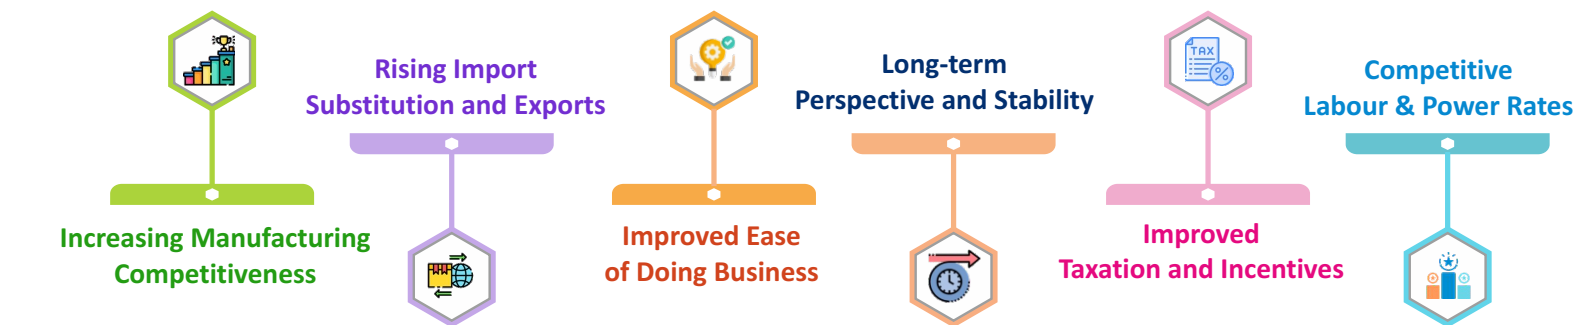 Increasing Manufacturing
Competitiveness
Rising Import
Substitution and Exports
Improved Ease
of Doing Business
Long-term
Perspective and Stability
TAX
Improved
Taxation and Incentives
Competitive
Labour & Power Rates